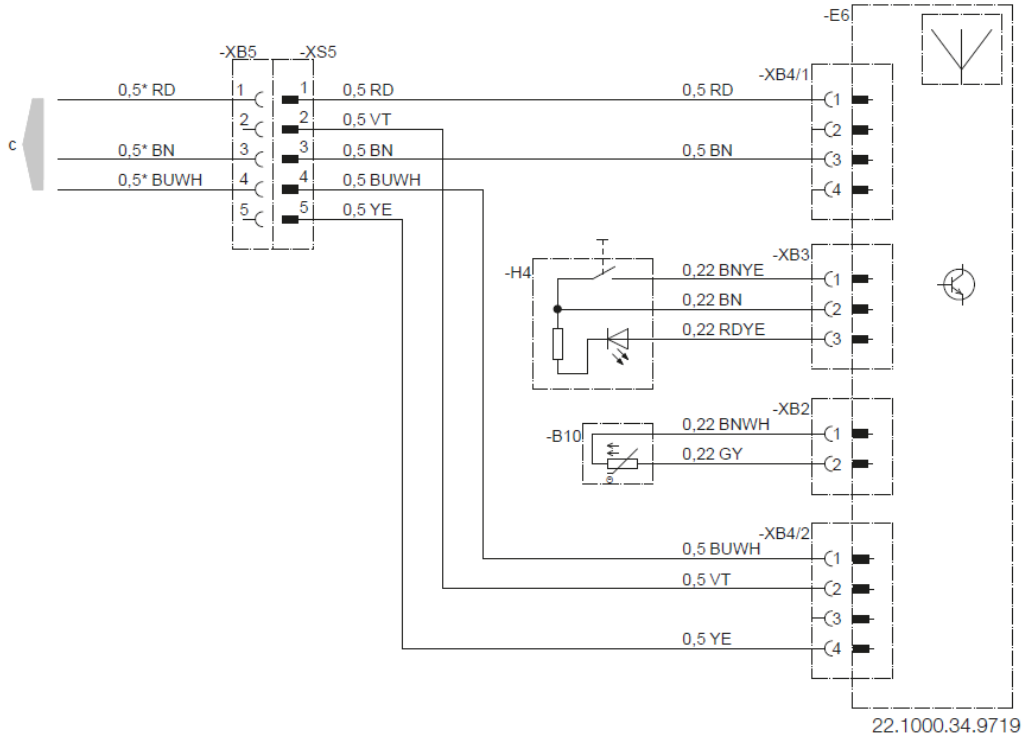 -E6
-XB5 -XS5
-XB4/1
0,5* RD 1 1 0,5 RD 0,5 RD 1
2 2 0,5 VT 2
c
0,5* BN 3 3 0,5 BN 0,5 BN 3
0,5* BUWH 4 4 0,5 BUWH 4
5 5 0,5 YE
-XB3
-H4 0,22 BNYE 1
0,22 BN 2
0,22 RDYE 3
-XB2
-B10 0,22 BNWH 1
0,22 GY 2
-XB4/2
0,5 BUWH 1
0,5 VT 2
3
0,5 YE 4
22.1000.34.9719